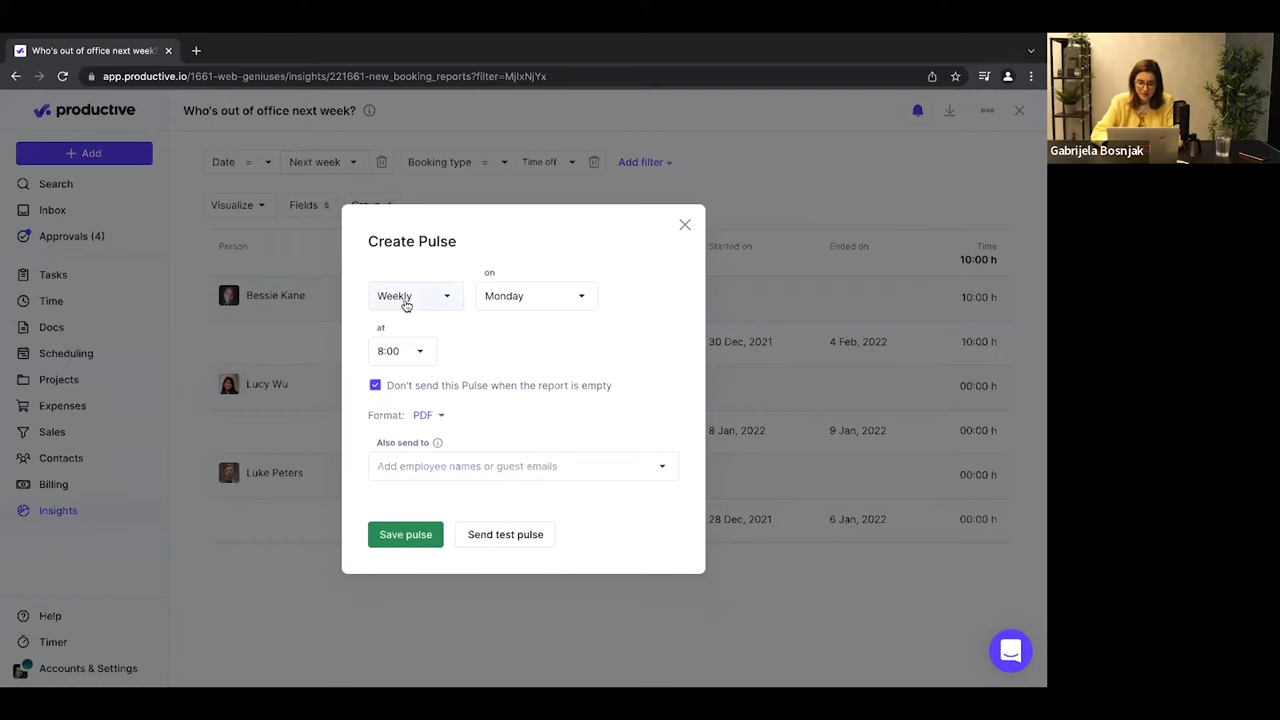 Who's out of office next week?
app.productive.io/1661-web-geniuses/insights/221661-new_booking_reports?filter=MjIxNjYx
productive
Who's out of office next week?
Add
Search
Inbox
Approvals (4)
Tasks
Time
Docs
Scheduling
Projects
Expenses
Sales
Contacts
Billing
Insights
Help
Timer
Accounts & Settings
Date = Next week Booking type = Time off Add filter +
Visualize Fields 5
Person Started on Ended on Time
10:00 h
Bessie Kane 10:00 h
30 Dec, 2021 4 Feb, 2022 10:00 h
Lucy Wu 00:00 h
8 Jan, 2022 9 Jan, 2022 00:00 h
Luke Peters 00:00 h
28 Dec, 2021 6 Jan, 2022 00:00 h
Create Pulse
on
Weekly Monday
at
8:00
Don't send this Pulse when the report is empty
Format: PDF
Also send to
Add employee names or guest emails
Save pulse Send test pulse
Gabrijela Bosnjak